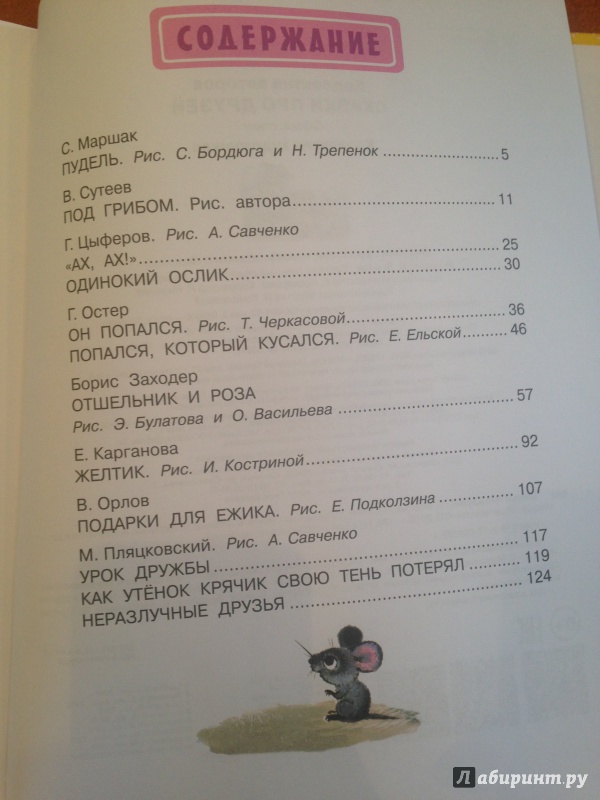 СОДЕРЖАНИЕ
С. Маршак
ПУДЕЛЬ. Рис. С. Бордюга и Н. Трепенок ........................ 5
В. Сутеев
ПОД ГРИБОМ. Рис. автора........................................ 11
Г. Цыферов. Рис. А. Савченко
«АХ, АХ!»................................................................ 25
ОДИНОКИЙ ОСЛИК.................................................. 30
Г. Остер
ОН ПОПАЛСЯ. Рис. Т. Черкасовой............................ 36
ПОПАЛСЯ, КОТОРЫЙ КУСАЛСЯ. Рис. Е. Ельской........ 46
Борис Заходер
ОТШЕЛЬНИК И РОЗА
Рис. Э. Булатова и О. Васильева ............................ 57
Е. Карганова
ЖЕЛТИК. Рис. И. Костриной.................................... 92
В. Орлов
ПОДАРКИ ДЛЯ ЕЖИКА. Рис. Е. Подколзина ............ 107
М. Пляцковский. Рис. А. Савченко
УРОК ДРУЖБЫ ...................................................... 117
КАК УТЁНОК КРЯЧИК СВОЮ ТЕНЬ ПОТЕРЯЛ .......... 119
НЕРАЗЛУЧНЫЕ ДРУЗЬЯ .......................................... 124
Лабиринт.ру